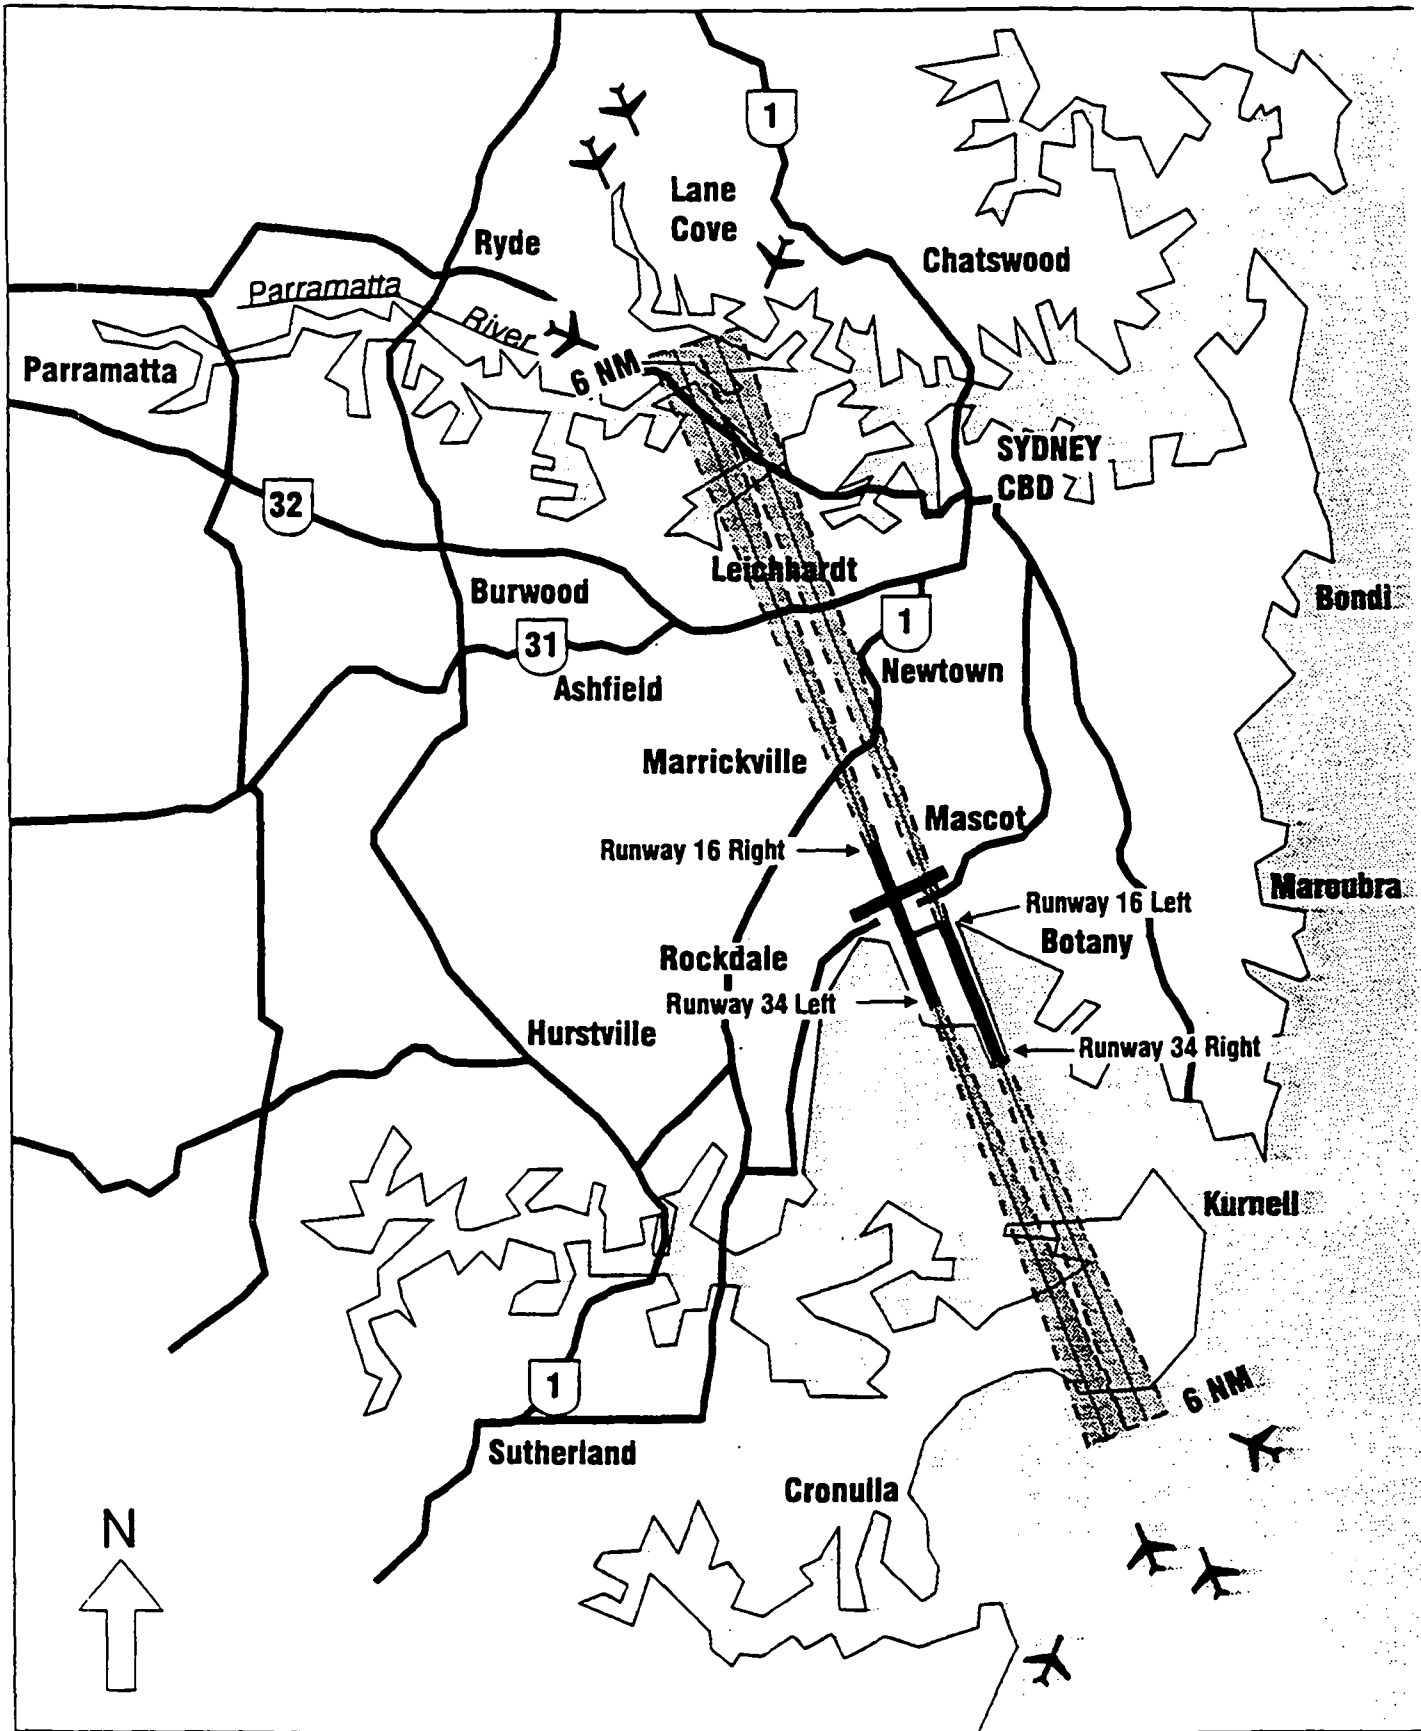 1
Lane
Cove
Ryde
Chatswood
Parramatta
River
Parramatta
6 NM
SYDNEY
CBD
32
Leichhardt
Burwood
Bondi
1
31
Newtown
Ashfield
Marrickville
Mascot
Runway 16 Right
Maroubra
Runway 16 Left
Botany
Rockdale
Runway 34 Left
Hurstville
Runway 34 Right
Kurnell
1
6 NM
Sutherland
Cronulla
N